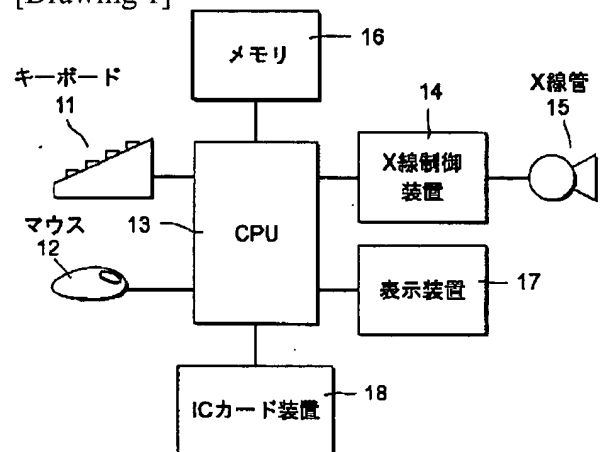 [Drawing 1]
メモリ
16
キーボード
11
14
X線管
15
X線制御
装置
マウス
12
13
CPU
表示装置
17
ICカード装置
18